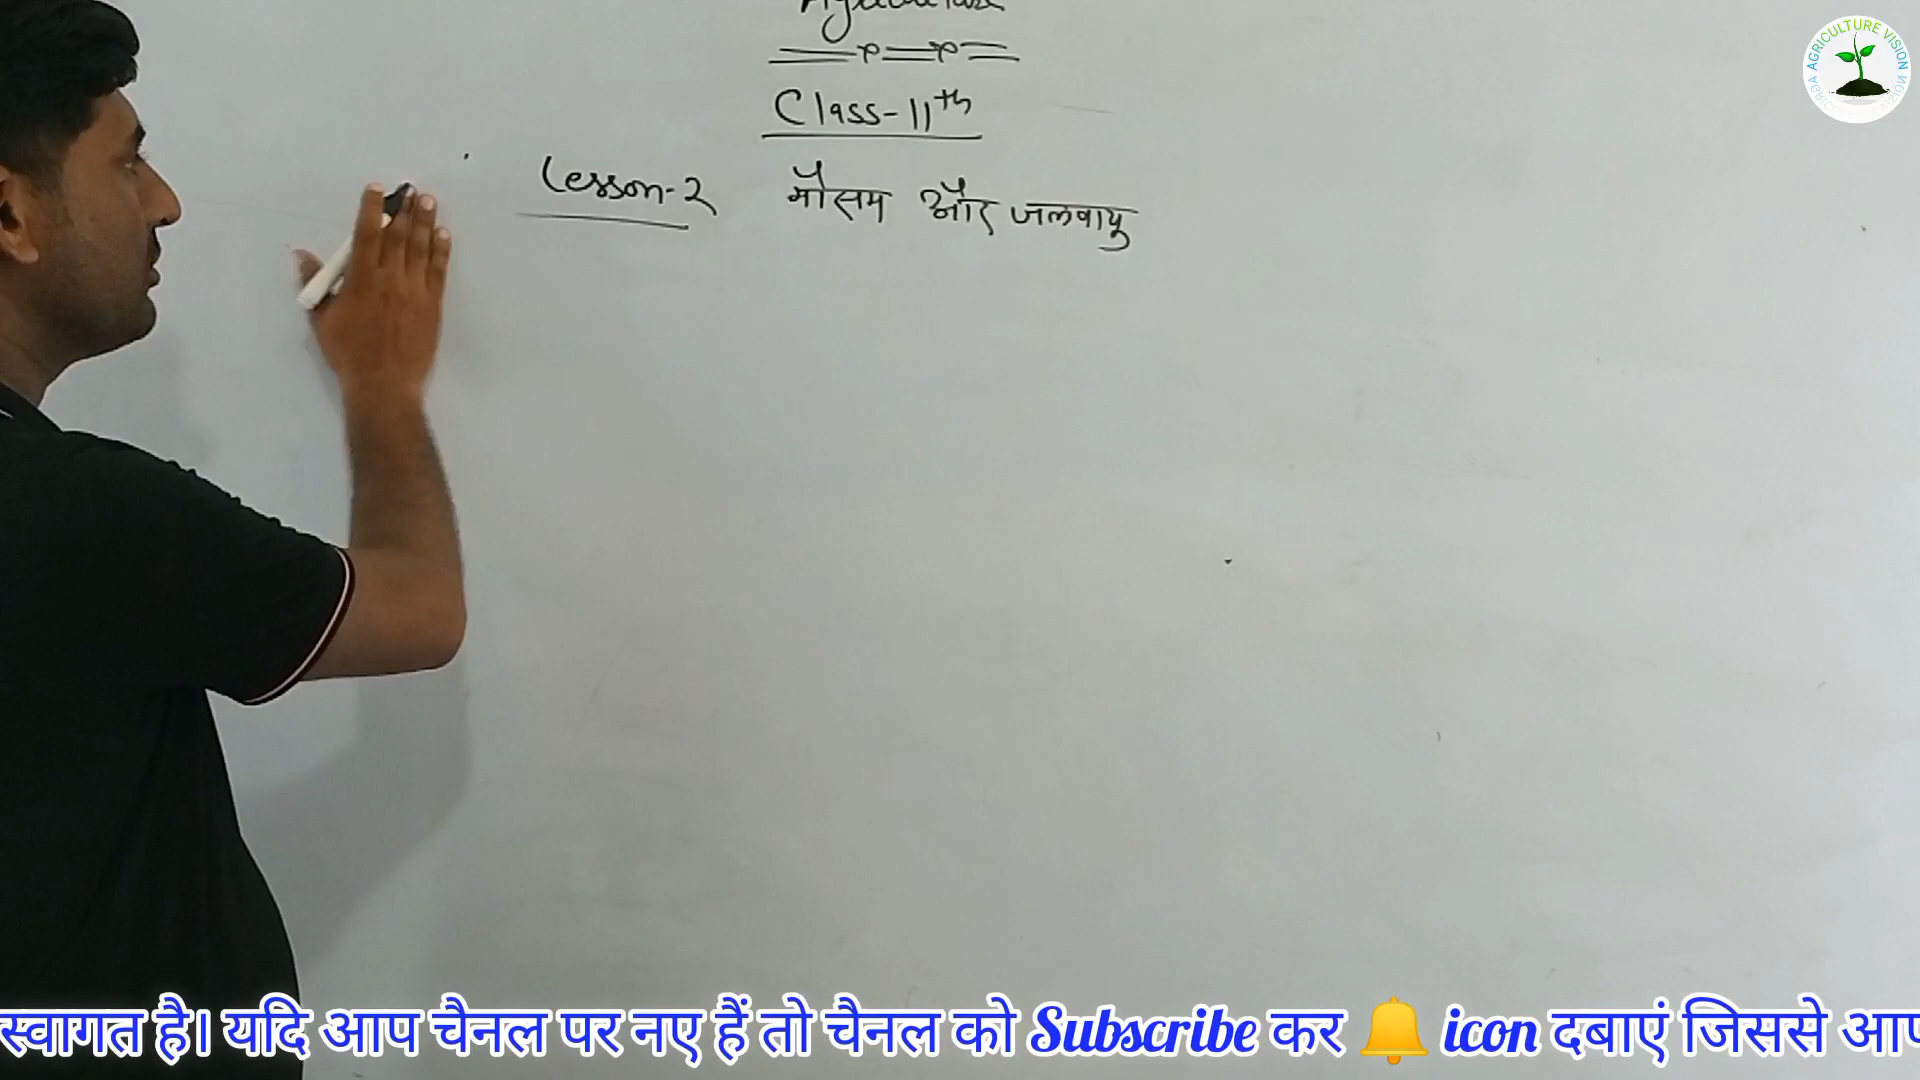 Agriculture
Class-11th
Lesson-2 मौसम और जलवायु
AGRICULTURE VISION
स्वागत है। यदि आप चैनल पर नए हैं तो चैनल को Subscribe कर 🔔 icon दबाएं जिससे आप